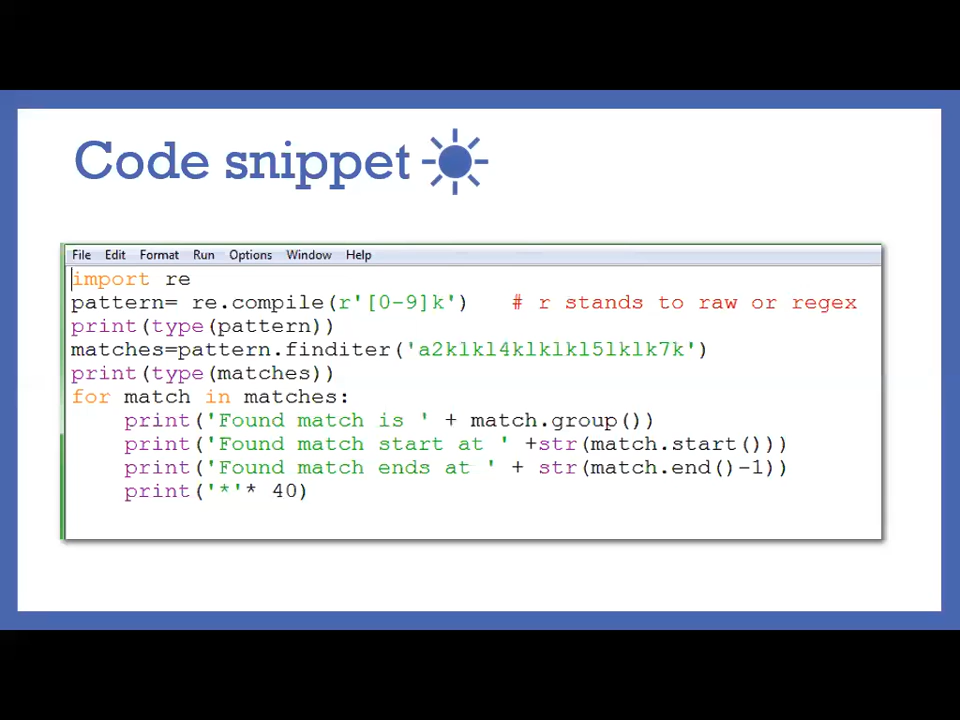 Code snippet
File Edit Format Run Options Window Help
import re
pattern= re.compile(r'[0-9]k')   # r stands to raw or regex
print(type(pattern))
matches=pattern.finditer('a2klkl4klklkl5lklk7k')
print(type(matches))
for match in matches:
    print('Found match is ' + match.group())
    print('Found match start at ' +str(match.start()))
    print('Found match ends at ' + str(match.end()-1))
    print('*'* 40)